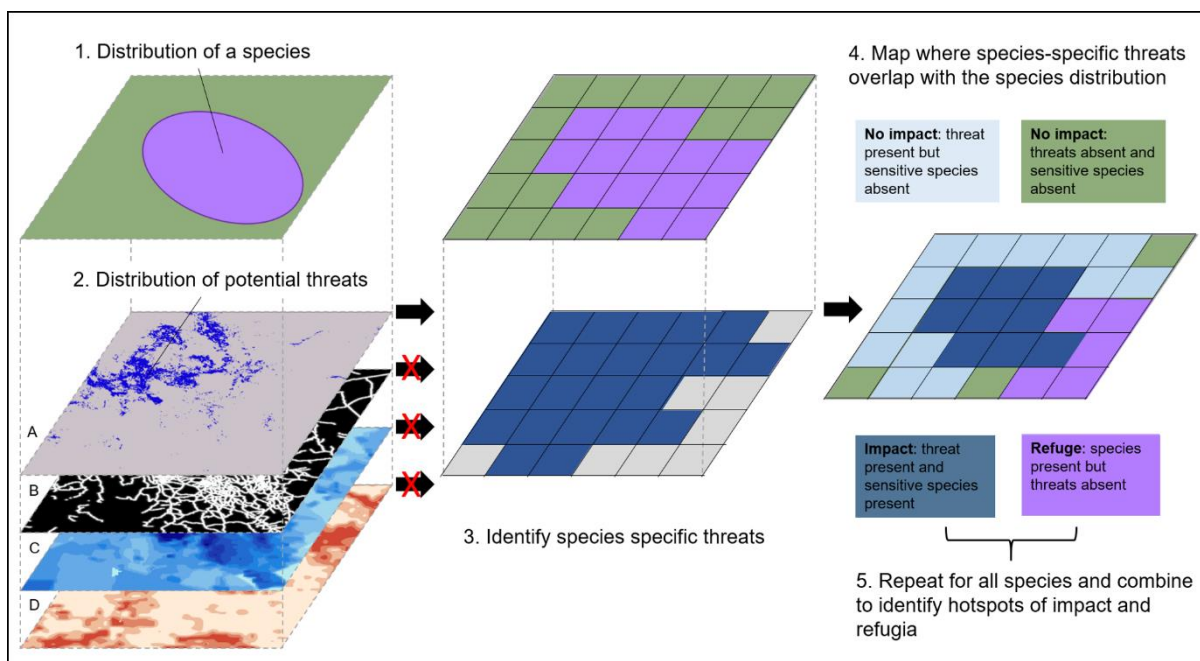 1. Distribution of a species
2. Distribution of potential threats
A
B
C
D
3. Identify species specific threats
4. Map where species-specific threats
overlap with the species distribution
No impact: threat
present but
sensitive species
absent
No impact:
threats absent and
sensitive species
absent
Impact: threat
present and
sensitive species
present
Refuge: species
present but
threats absent
5. Repeat for all species and combine
to identify hotspots of impact and
refugia